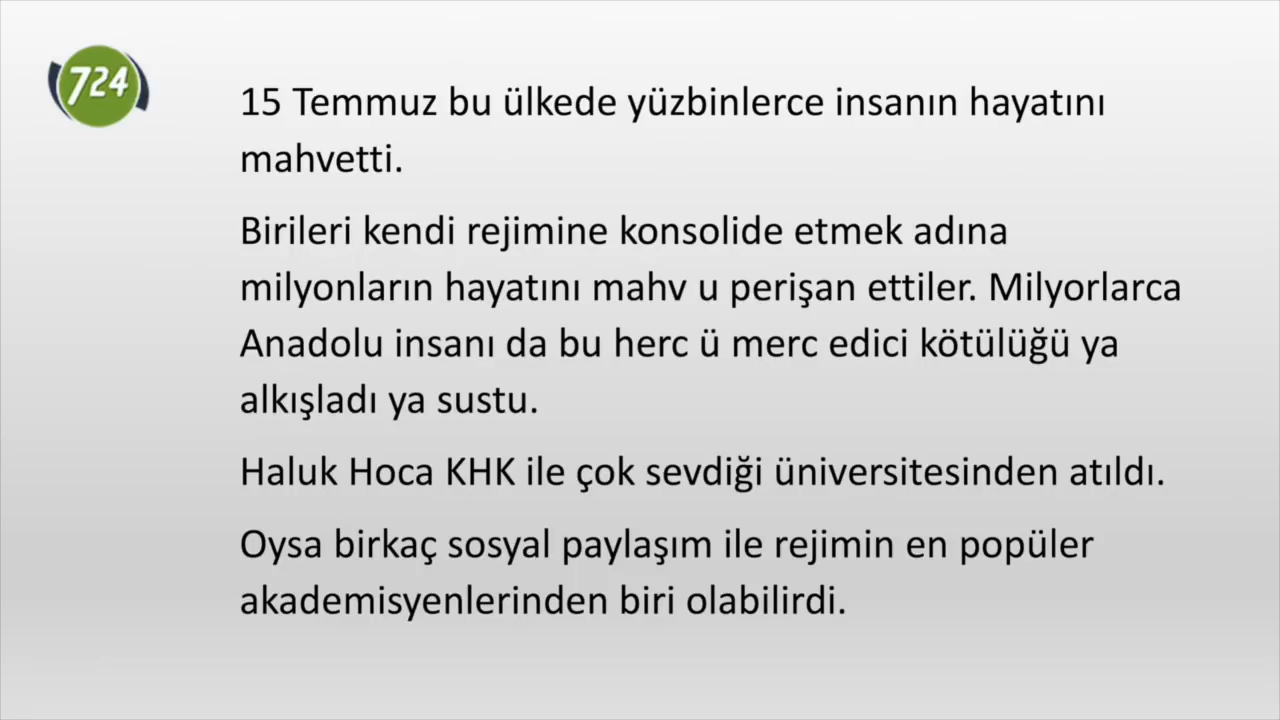 724
15 Temmuz bu ülkede yüzbinlerce insanın hayatını
mahvetti.
Birileri kendi rejimine konsolide etmek adına
milyonların hayatını mahv u perişan ettiler. Milyorlarca
Anadolu insanı da bu herc ü merc edici kötülüğü ya
alkışladı ya sustu.
Haluk Hoca KHK ile çok sevdiği üniversitesinden atıldı.
Oysa birkaç sosyal paylaşım ile rejimin en popüler
akademisyenlerinden biri olabilirdi.